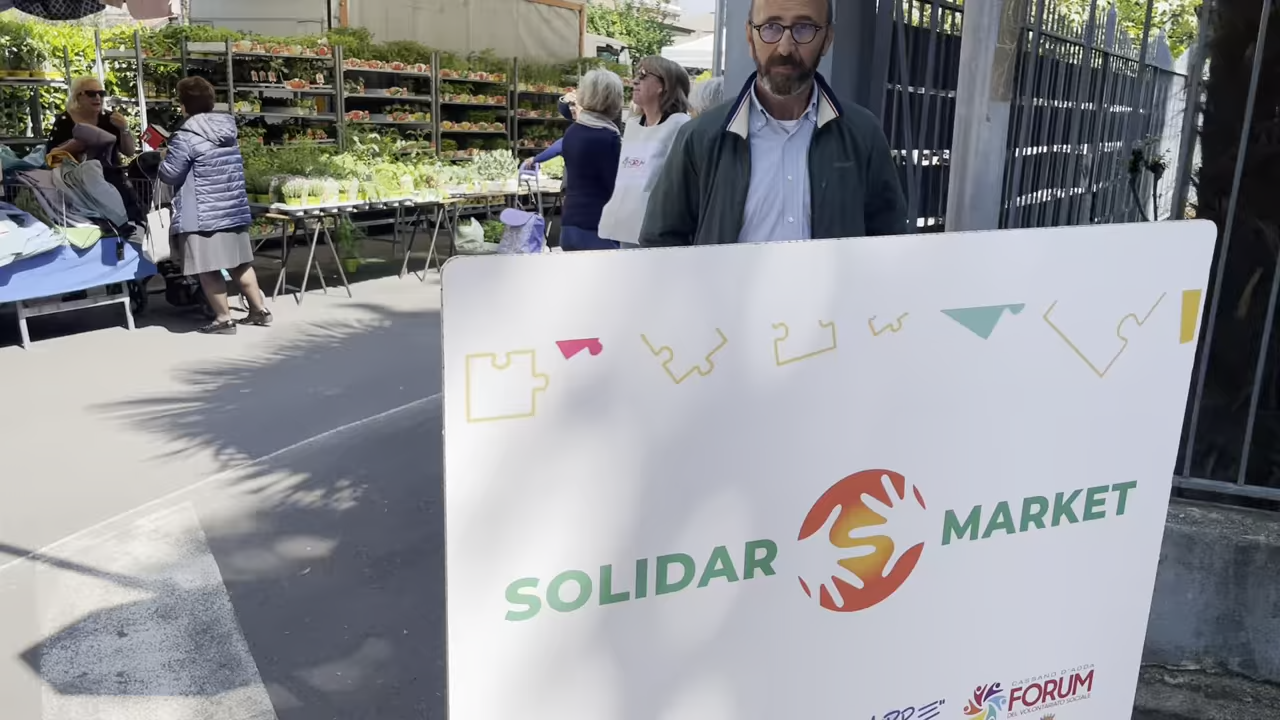 SOLIDAR MARKET
CASSANO D'ADDA
FORUM
DEL VOLONTARIATO SOCIALE